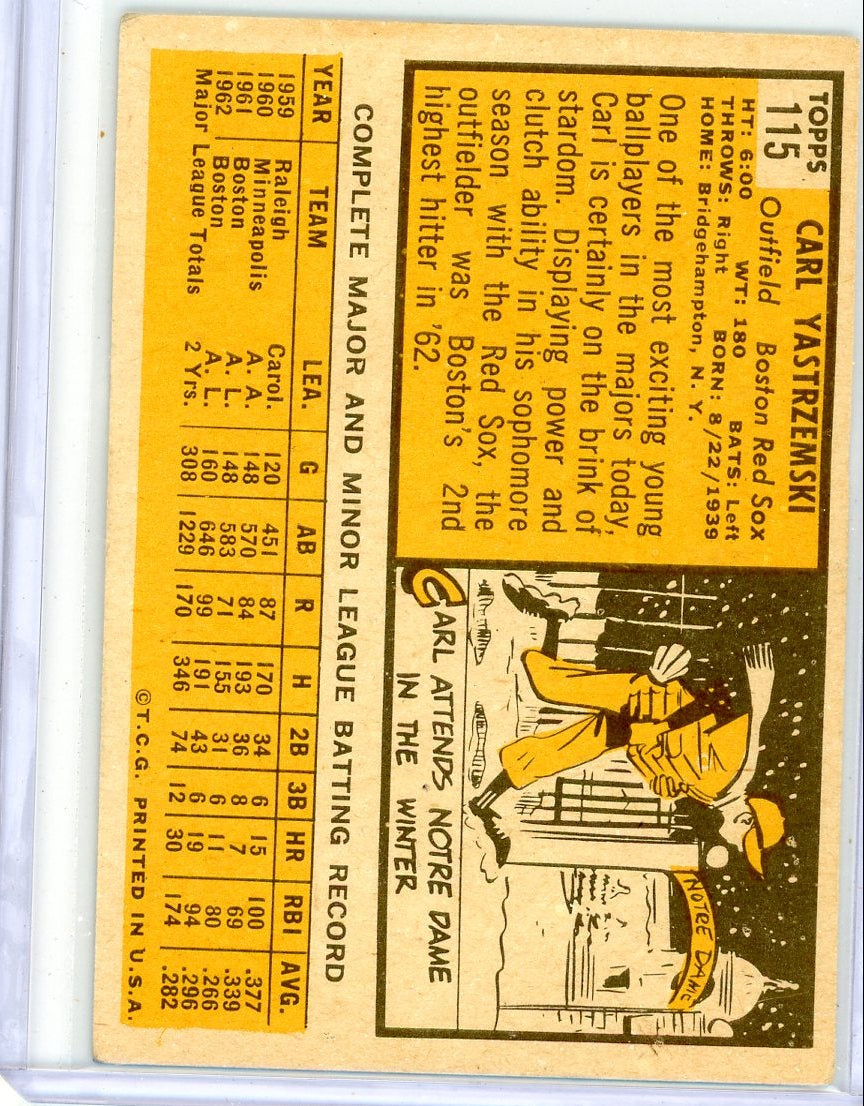 TOPPS
115
CARL YASTRZEMSKI
Outfield Boston Red Sox
HT: 6:00 WT: 180 BATS: Left
THROWS: Right BORN: 8/22/1939
HOME: Bridgehampton, N. Y.
One of the most exciting young
ballplayers in the majors today,
Carl is certainly on the brink of
stardom. Displaying power and
clutch ability in his sophomore
season with the Red Sox, the
outfielder was Boston's 2nd
highest hitter in '62.
NOTRE DAME
CARL ATTENDS NOTRE DAME
IN THE WINTER
COMPLETE MAJOR AND MINOR LEAGUE BATTING RECORD
YEAR TEAM LEA. G AB R H 2B 3B HR RBI AVG.
1959 Raleigh Carol. 120 451 87 170 34 6 15 100 .377
1960 Minneapolis A. A. 148 570 84 193 36 8 7 69 .339
1961 Boston A. L. 148 583 71 155 31 6 11 80 .266
1962 Boston A. L. 160 646 99 191 43 6 19 94 .296
Major League Totals 2 Yrs. 308 1229 170 346 74 12 30 174 .282
©T.C.G. PRINTED IN U.S.A.